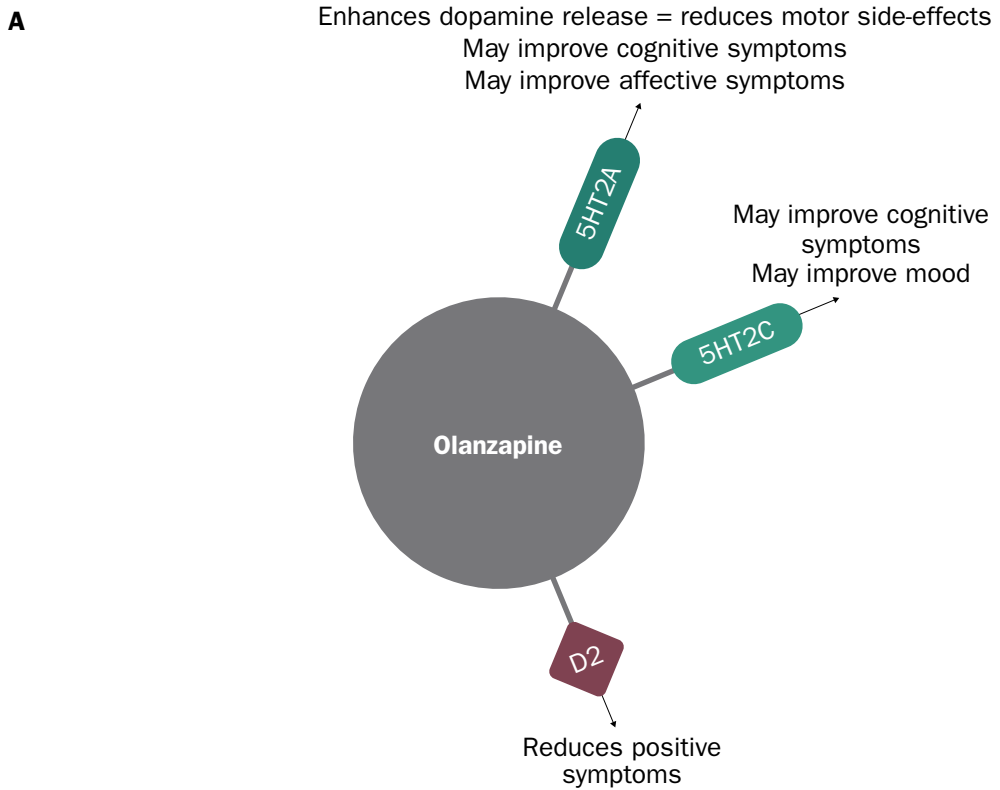 A
Enhances dopamine release = reduces motor side-effects
May improve cognitive symptoms
May improve affective symptoms
5HT2A
May improve cognitive
symptoms
May improve mood
5HT2C
Olanzapine
D2
Reduces positive
symptoms